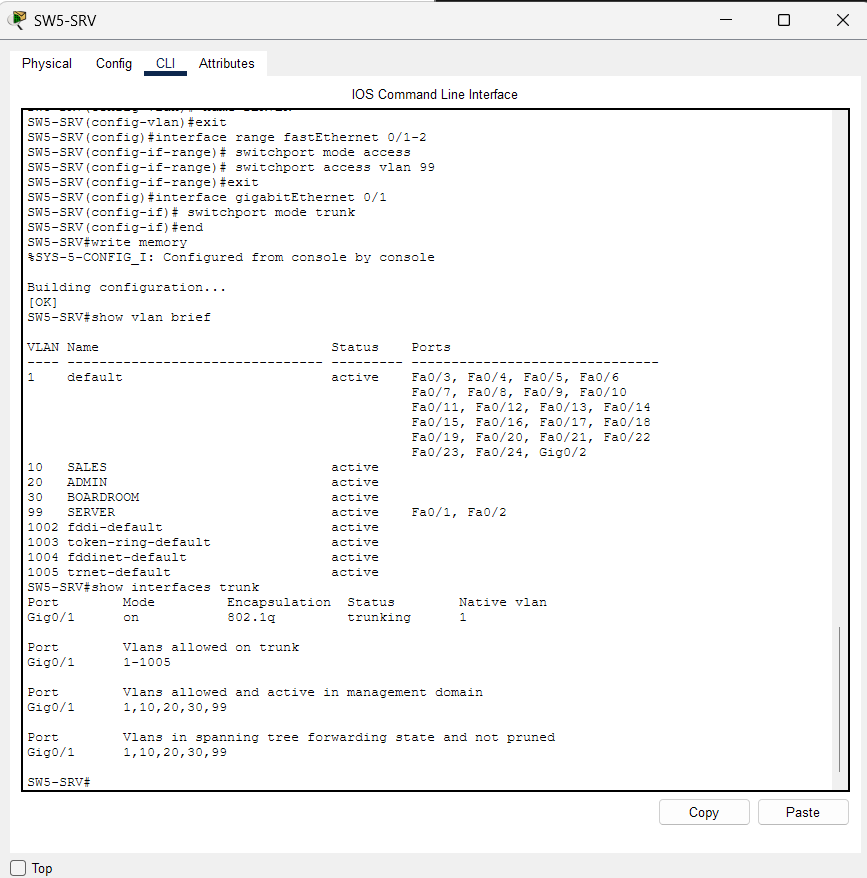 SW5-SRV
Physical Config CLI Attributes
IOS Command Line Interface
SW5-SRV(config-vlan)#exit
SW5-SRV(config)#interface range fastEthernet 0/1-2
SW5-SRV(config-if-range)# switchport mode access
SW5-SRV(config-if-range)# switchport access vlan 99
SW5-SRV(config-if-range)#exit
SW5-SRV(config)#interface gigabitEthernet 0/1
SW5-SRV(config-if)# switchport mode trunk
SW5-SRV(config-if)#end
SW5-SRV#write memory
%SYS-5-CONFIG_I: Configured from console by console
Building configuration...
[OK]
SW5-SRV#show vlan brief
VLAN Name                             Status    Ports
---- -------------------------------- --------- -------------------------------
1    default                          active    Fa0/3, Fa0/4, Fa0/5, Fa0/6
                                                Fa0/7, Fa0/8, Fa0/9, Fa0/10
                                                Fa0/11, Fa0/12, Fa0/13, Fa0/14
                                                Fa0/15, Fa0/16, Fa0/17, Fa0/18
                                                Fa0/19, Fa0/20, Fa0/21, Fa0/22
                                                Fa0/23, Fa0/24, Gig0/2
10   SALES                            active
20   ADMIN                            active
30   BOARDROOM                        active
99   SERVER                           active    Fa0/1, Fa0/2
1002 fddi-default                     active
1003 token-ring-default               active
1004 fddinet-default                  active
1005 trnet-default                    active
SW5-SRV#show interfaces trunk
Port        Mode         Encapsulation  Status        Native vlan
Gig0/1      on           802.1q         trunking      1
Port        Vlans allowed on trunk
Gig0/1      1-1005
Port        Vlans allowed and active in management domain
Gig0/1      1,10,20,30,99
Port        Vlans in spanning tree forwarding state and not pruned
Gig0/1      1,10,20,30,99
SW5-SRV#
Copy Paste
Top